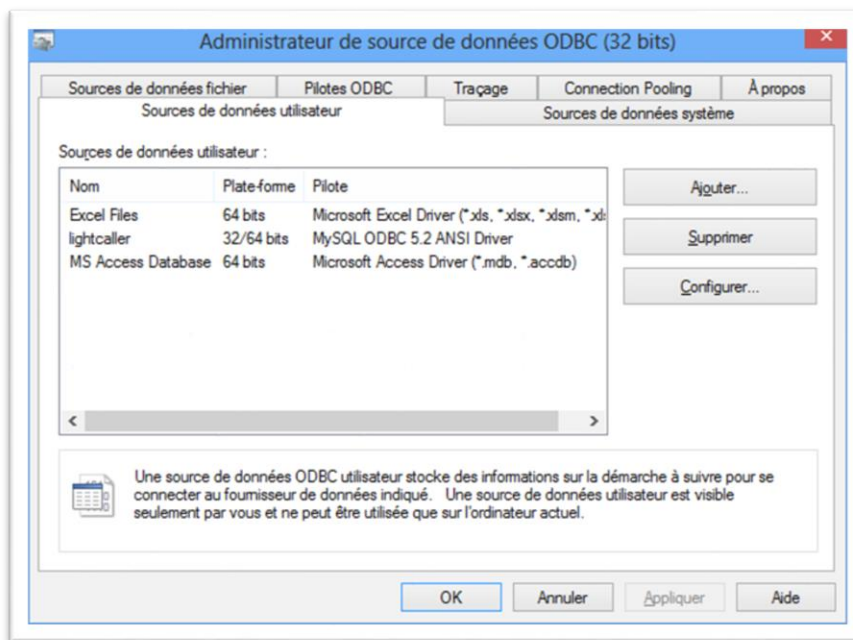 Administrateur de source de données ODBC (32 bits)
Sources de données fichier
Pilotes ODBC
Traçage
Connection Pooling
À propos
Sources de données utilisateur
Sources de données système
Sources de données utilisateur :
Nom Plate-forme Pilote
Excel Files 64 bits Microsoft Excel Driver (*.xls, *.xlsx, *.xlsm, *.xl
lightcaller 32/64 bits MySQL ODBC 5.2 ANSI Driver
MS Access Database 64 bits Microsoft Access Driver (*.mdb, *.accdb)
Ajouter...
Supprimer
Configurer...
Une source de données ODBC utilisateur stocke des informations sur la démarche à suivre pour se
connecter au fournisseur de données indiqué. Une source de données utilisateur est visible
seulement par vous et ne peut être utilisée que sur l'ordinateur actuel.
OK
Annuler
Appliquer
Aide